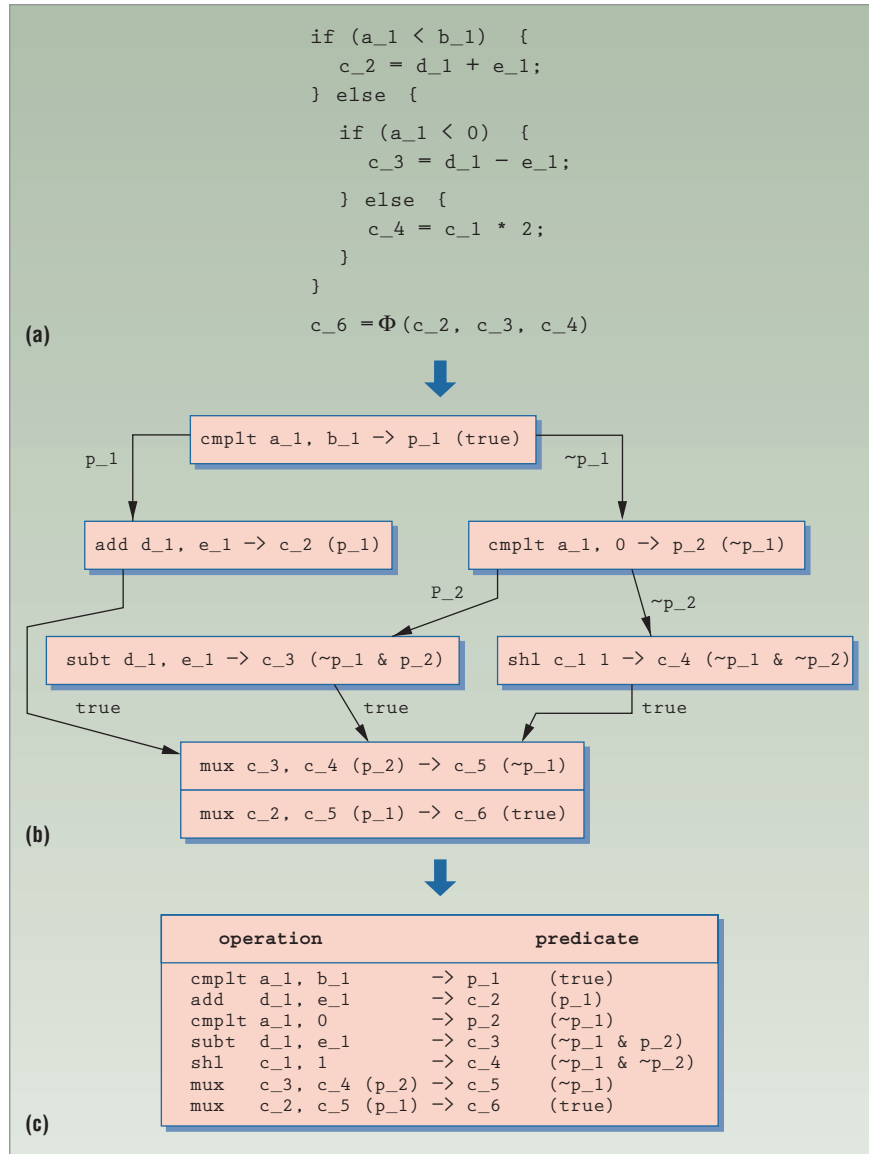 if (a_1 < b_1) {
c_2 = d_1 + e_1;
} else {
if (a_1 < 0) {
c_3 = d_1 − e_1;
} else {
c_4 = c_1 * 2;
}
}
c_6 = Φ (c_2, c_3, c_4)
(a)
cmplt a_1, b_1 −> p_1 (true)
p_1
~p_1
add d_1, e_1 −> c_2 (p_1)
cmplt a_1, 0 −> p_2 (~p_1)
P_2
~p_2
subt d_1, e_1 −> c_3 (~p_1 & p_2)
shl c_1 1 −> c_4 (~p_1 & ~p_2)
true
true
true
mux c_3, c_4 (p_2) −> c_5 (~p_1)
mux c_2, c_5 (p_1) −> c_6 (true)
(b)
operation predicate
cmplt a_1, b_1 −> p_1 (true)
add d_1, e_1 −> c_2 (p_1)
cmplt a_1, 0 −> p_2 (~p_1)
subt d_1, e_1 −> c_3 (~p_1 & p_2)
shl c_1, 1 −> c_4 (~p_1 & ~p_2)
mux c_3, c_4 (p_2) −> c_5 (~p_1)
mux c_2, c_5 (p_1) −> c_6 (true)
(c)